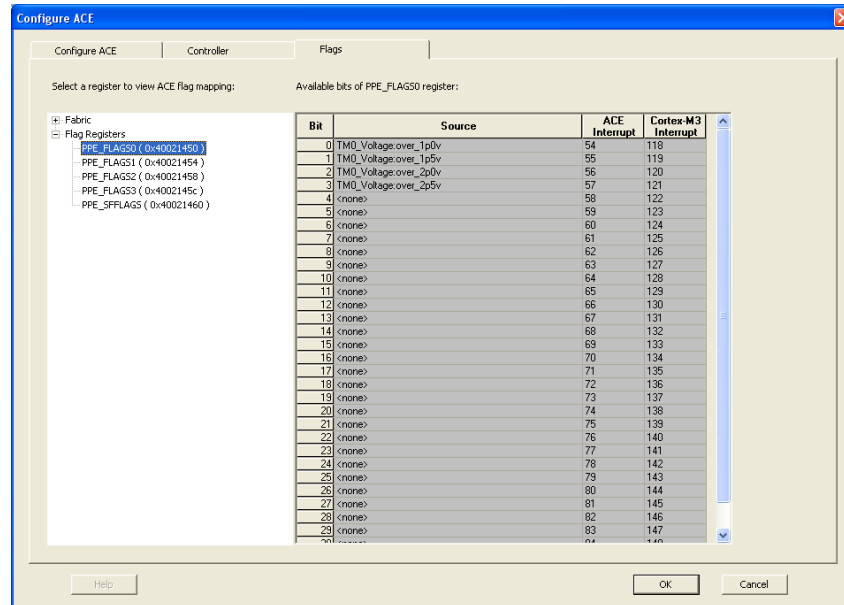 Configure ACE
Configure ACE Controller Flags
Select a register to view ACE flag mapping: Available bits of PPE_FLAGS0 register:
Fabric
Flag Registers
PPE_FLAGS0 ( 0x40021450 )
PPE_FLAGS1 ( 0x40021454 )
PPE_FLAGS2 ( 0x40021458 )
PPE_FLAGS3 ( 0x4002145c )
PPE_SFFLAGS ( 0x40021460 )
Bit Source ACE Interrupt Cortex-M3 Interrupt
0 TM0_Voltage:over_1p0v 54 118
1 TM0_Voltage:over_1p5v 55 119
2 TM0_Voltage:over_2p0v 56 120
3 TM0_Voltage:over_2p5v 57 121
4 <none> 58 122
5 <none> 59 123
6 <none> 60 124
7 <none> 61 125
8 <none> 62 126
9 <none> 63 127
10 <none> 64 128
11 <none> 65 129
12 <none> 66 130
13 <none> 67 131
14 <none> 68 132
15 <none> 69 133
16 <none> 70 134
17 <none> 71 135
18 <none> 72 136
19 <none> 73 137
20 <none> 74 138
21 <none> 75 139
22 <none> 76 140
23 <none> 77 141
24 <none> 78 142
25 <none> 79 143
26 <none> 80 144
27 <none> 81 145
28 <none> 82 146
29 <none> 83 147
Help OK Cancel